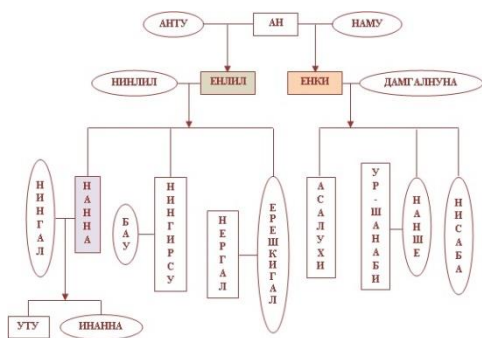 АНТУ
АН
НАМУ
НИНЛИЛ
ЕНЛИЛ
ЕНКИ
ДАМГАЛНУНА
НИНГАЛ
НАННА
БАУ
НИНГИРСУ
НЕРГАЛ
ЕРЕШКИГАЛ
АСАЛУХИ
УР-ШАНАБИ
НАНШЕ
НИСАБА
УТУ
ИНАННА